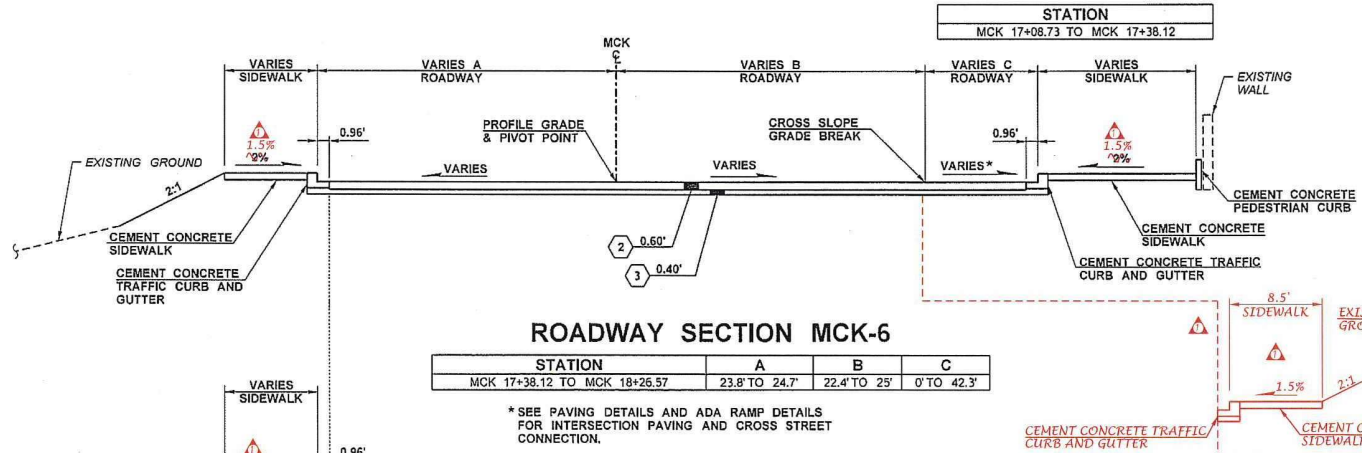 STATION
MCK 17+08.73 TO MCK 17+38.12
MCK
℄
VARIES
SIDEWALK
VARIES A
ROADWAY
VARIES B
ROADWAY
VARIES C
ROADWAY
VARIES
SIDEWALK
EXISTING
WALL
1
1.5%
2%
0.96'
PROFILE GRADE
& PIVOT POINT
CROSS SLOPE
GRADE BREAK
0.96'
1
1.5%
2%
EXISTING GROUND
2:1
VARIES
VARIES
VARIES*
CEMENT CONCRETE
PEDESTRIAN CURB
CEMENT CONCRETE
SIDEWALK
CEMENT CONCRETE
SIDEWALK
2 0.60'
3 0.40'
CEMENT CONCRETE
TRAFFIC CURB AND
GUTTER
CEMENT CONCRETE TRAFFIC
CURB AND GUTTER
ROADWAY SECTION MCK-6
STATION A B C
MCK 17+38.12 TO MCK 18+26.57 23.8' TO 24.7' 22.4' TO 25' 0' TO 42.3'
* SEE PAVING DETAILS AND ADA RAMP DETAILS
FOR INTERSECTION PAVING AND CROSS STREET
CONNECTION.
VARIES
SIDEWALK
1
0.96'
1
8.5'
SIDEWALK
1
1.5%
2:1
CEMENT CONCRETE TRAFFIC
CURB AND GUTTER
CEMENT
SIDEWALK